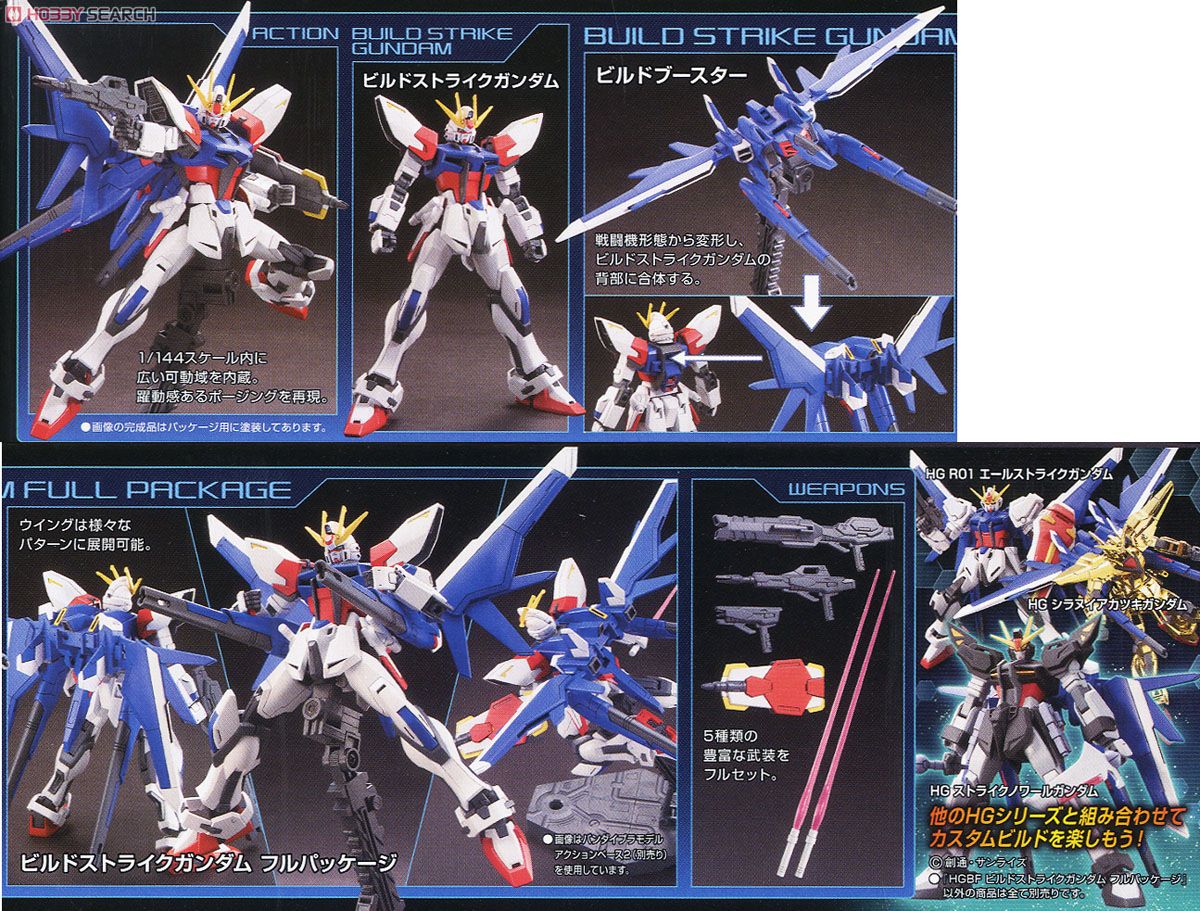 HOBBY SEARCH
ACTION
1/144スケール内に
広い可動域を内蔵。
躍動感あるポージングを再現。
●画像の完成品はパッケージ用に塗装してあります。
BUILD STRIKE
GUNDAM
ビルドストライクガンダム
BUILD STRIKE GUNDAM
ビルドブースター
戦闘機形態から変形し、
ビルドストライクガンダムの
背部に合体する。
M FULL PACKAGE
ウイングは様々な
パターンに展開可能。
ビルドストライクガンダム フルパッケージ
●画像はバンダイプラモデル
アクションベース2(別売り)
を使用しています。
WEAPONS
5種類の
豊富な武装を
フルセット。
HG R01 エールストライクガンダム
HG シラヌイアカツキガンダム
HG ストライクノワールガンダム
他のHGシリーズと組み合わせて
カスタムビルドを楽しもう!
©創通・サンライズ
●「HGBF ビルドストライクガンダム フルパッケージ」
以外の商品は全て別売りです。